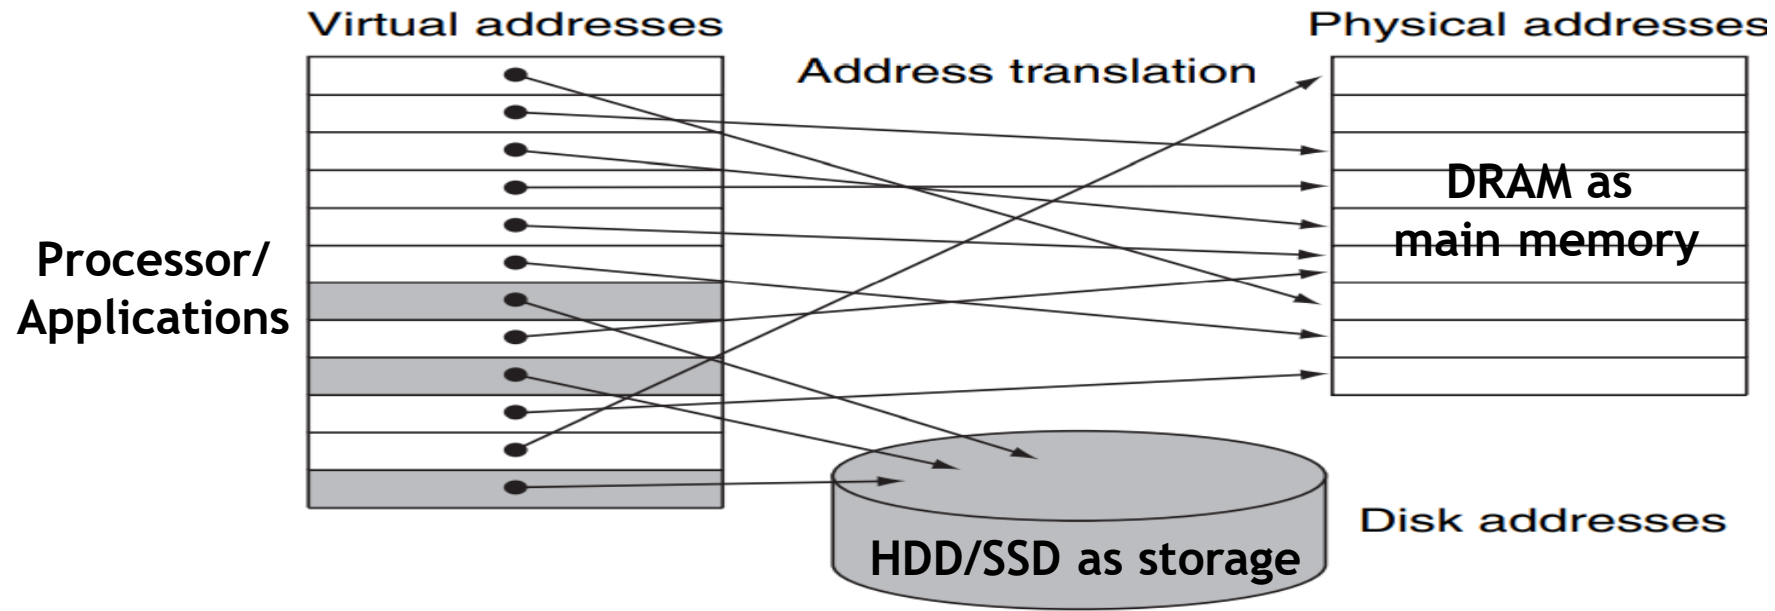 Virtual addresses
Physical addresses
Address translation
DRAM as
main memory
Processor/
Applications
Disk addresses
HDD/SSD as storage